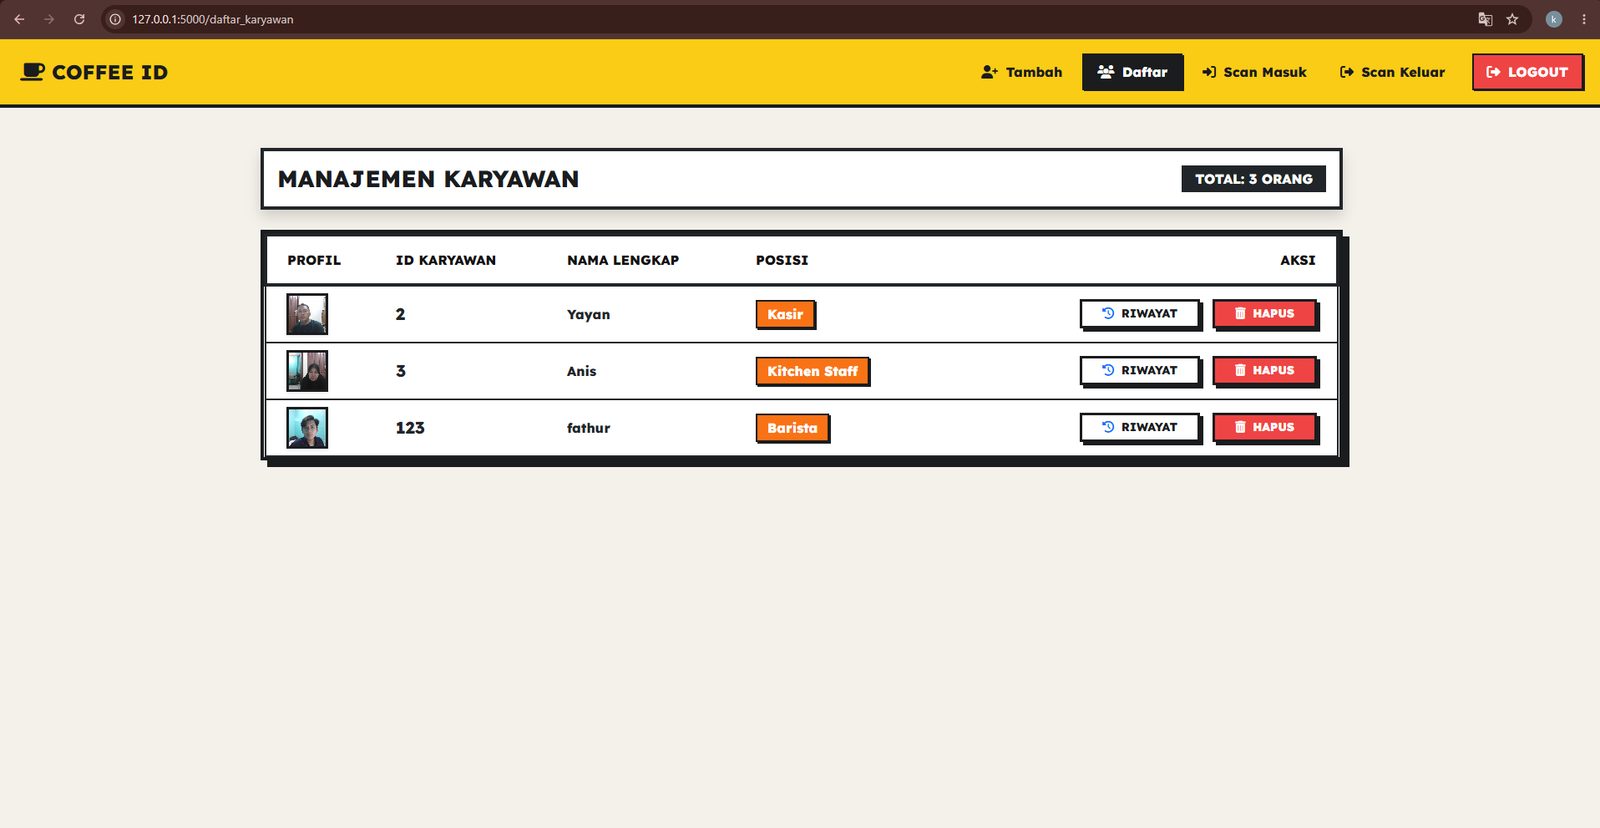 127.0.0.1:5000/daftar_karyawan
k
COFFEE ID
Tambah
Daftar
Scan Masuk
Scan Keluar
LOGOUT
MANAJEMEN KARYAWAN
TOTAL: 3 ORANG
PROFIL ID KARYAWAN NAMA LENGKAP POSISI AKSI
2 Yayan Kasir RIWAYAT HAPUS
3 Anis Kitchen Staff RIWAYAT HAPUS
123 fathur Barista RIWAYAT HAPUS